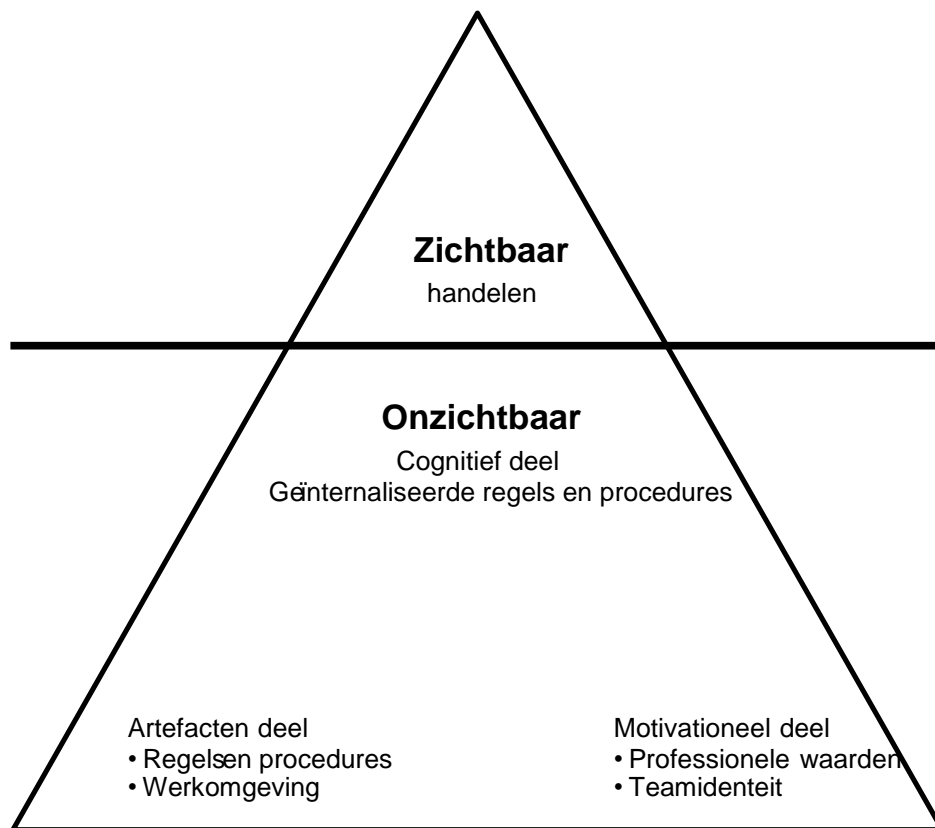 Zichtbaar
handelen
Onzichtbaar
Cognitief deel
Geïnternaliseerde regels en procedures
Artefacten deel
• Regelsen procedures
• Werkomgeving
Motivationeel deel
• Professionele waarden
• Teamidenteit